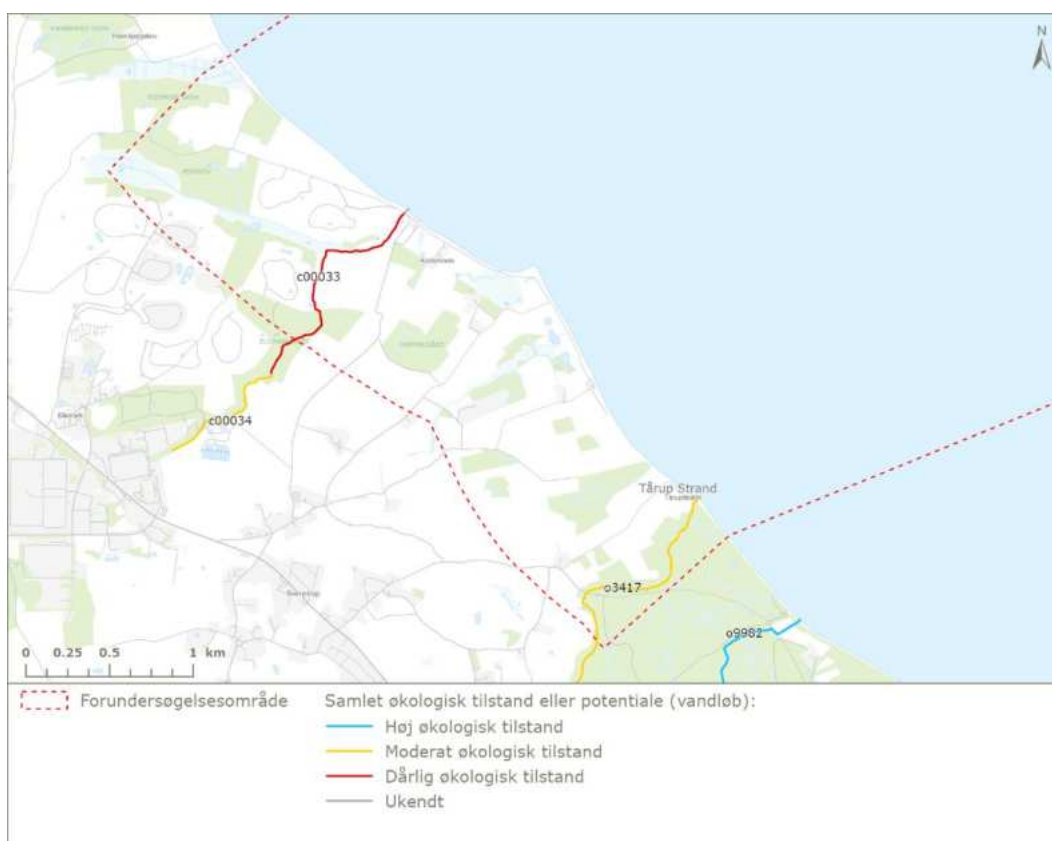 N
c00033
c00034
Tårup Strand
o3417
o9982
0 0.25 0.5 1 km
Forundersøgelsesområde
Samlet økologisk tilstand eller potentiale (vandløb):
Høj økologisk tilstand
Moderat økologisk tilstand
Dårlig økologisk tilstand
Ukendt